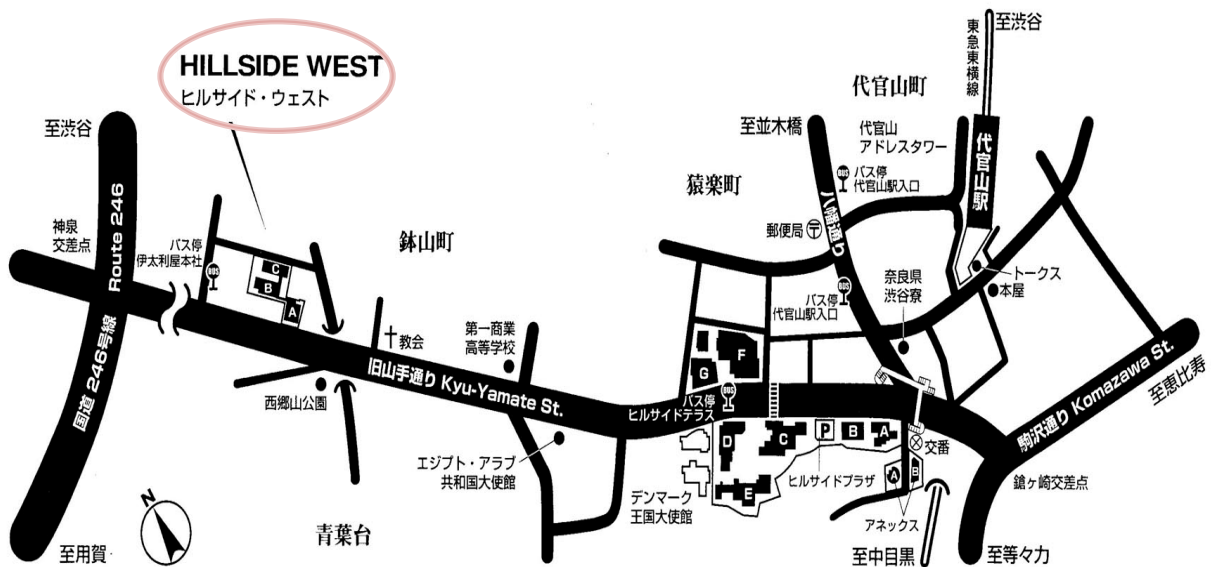 HILLSIDE WEST
ヒルサイド・ウェスト
至渋谷
国道 246号線 Route 246
神泉
交差点
至用賀
バス停
伊太利屋本社
BUS
C
B
A
鉢山町
教会
第一商業
高等学校
旧山手通り Kyu-Yamate St.
西郷山公園
エジプト・アラブ
共和国大使館
青葉台
N
猿楽町
至並木橋
八幡通り
郵便局
〒
BUS
バス停
代官山駅入口
BUS
バス停
代官山駅入口
代官山町
代官山
アドレスタワー
至渋谷
東急東横線
代官山駅
奈良県
渋谷寮
トークス
本屋
F
G
バス停
ヒルサイドテラス
BUS
D
C
P
B
A
E
ヒルサイドプラザ
デンマーク
王国大使館
交番
A
B
アネックス
至中目黒
駒沢通り Komazawa St.
至恵比寿
鎗ヶ崎交差点
至等々力